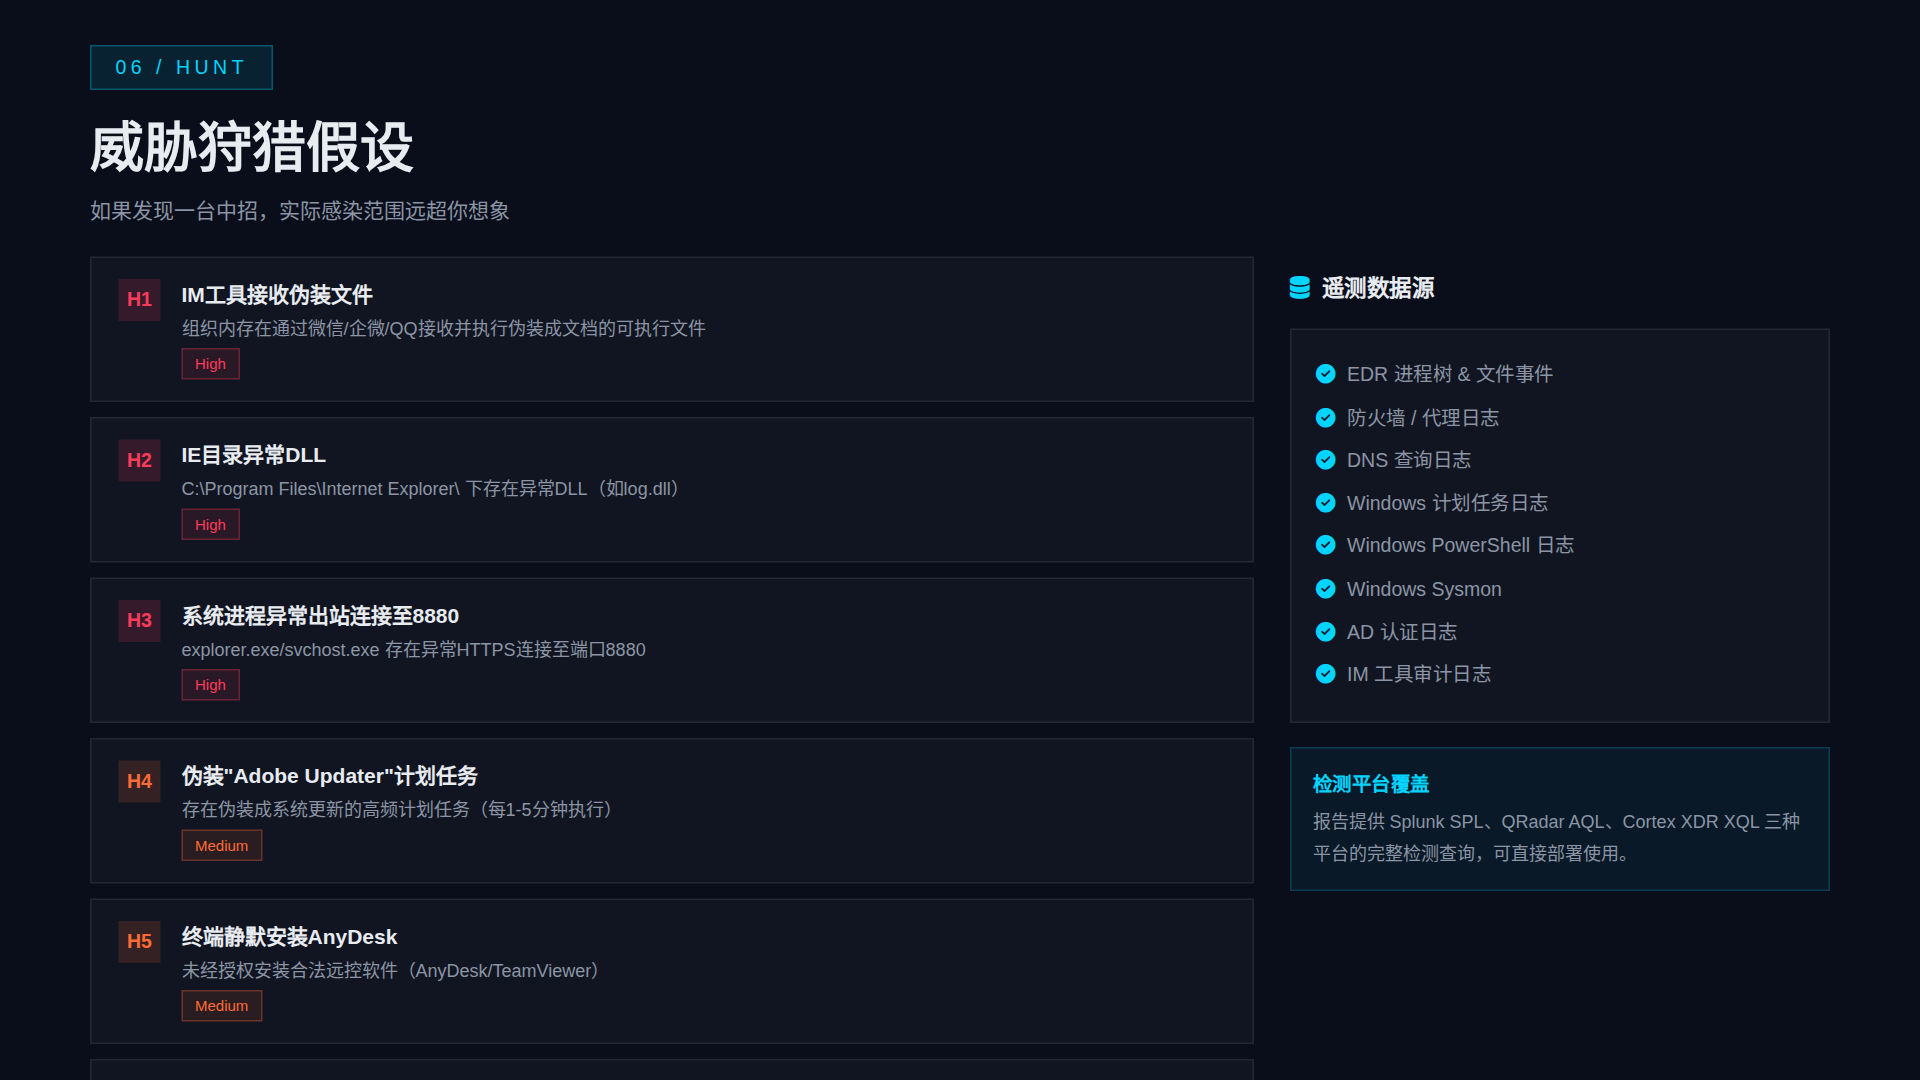 06 / HUNT
威胁狩猎假设
如果发现一台中招，实际感染范围远超你想象
H1
IM工具接收伪装文件
组织内存在通过微信/企微/QQ接收并执行伪装成文档的可执行文件
High
H2
IE目录异常DLL
C:\Program Files\Internet Explorer\ 下存在异常DLL（如log.dll）
High
H3
系统进程异常出站连接至8880
explorer.exe/svchost.exe 存在异常HTTPS连接至端口8880
High
H4
伪装"Adobe Updater"计划任务
存在伪装成系统更新的高频计划任务（每1-5分钟执行）
Medium
H5
终端静默安装AnyDesk
未经授权安装合法远控软件（AnyDesk/TeamViewer）
Medium
遥测数据源
EDR 进程树 & 文件事件
防火墙 / 代理日志
DNS 查询日志
Windows 计划任务日志
Windows PowerShell 日志
Windows Sysmon
AD 认证日志
IM 工具审计日志
检测平台覆盖
报告提供 Splunk SPL、QRadar AQL、Cortex XDR XQL 三种
平台的完整检测查询，可直接部署使用。